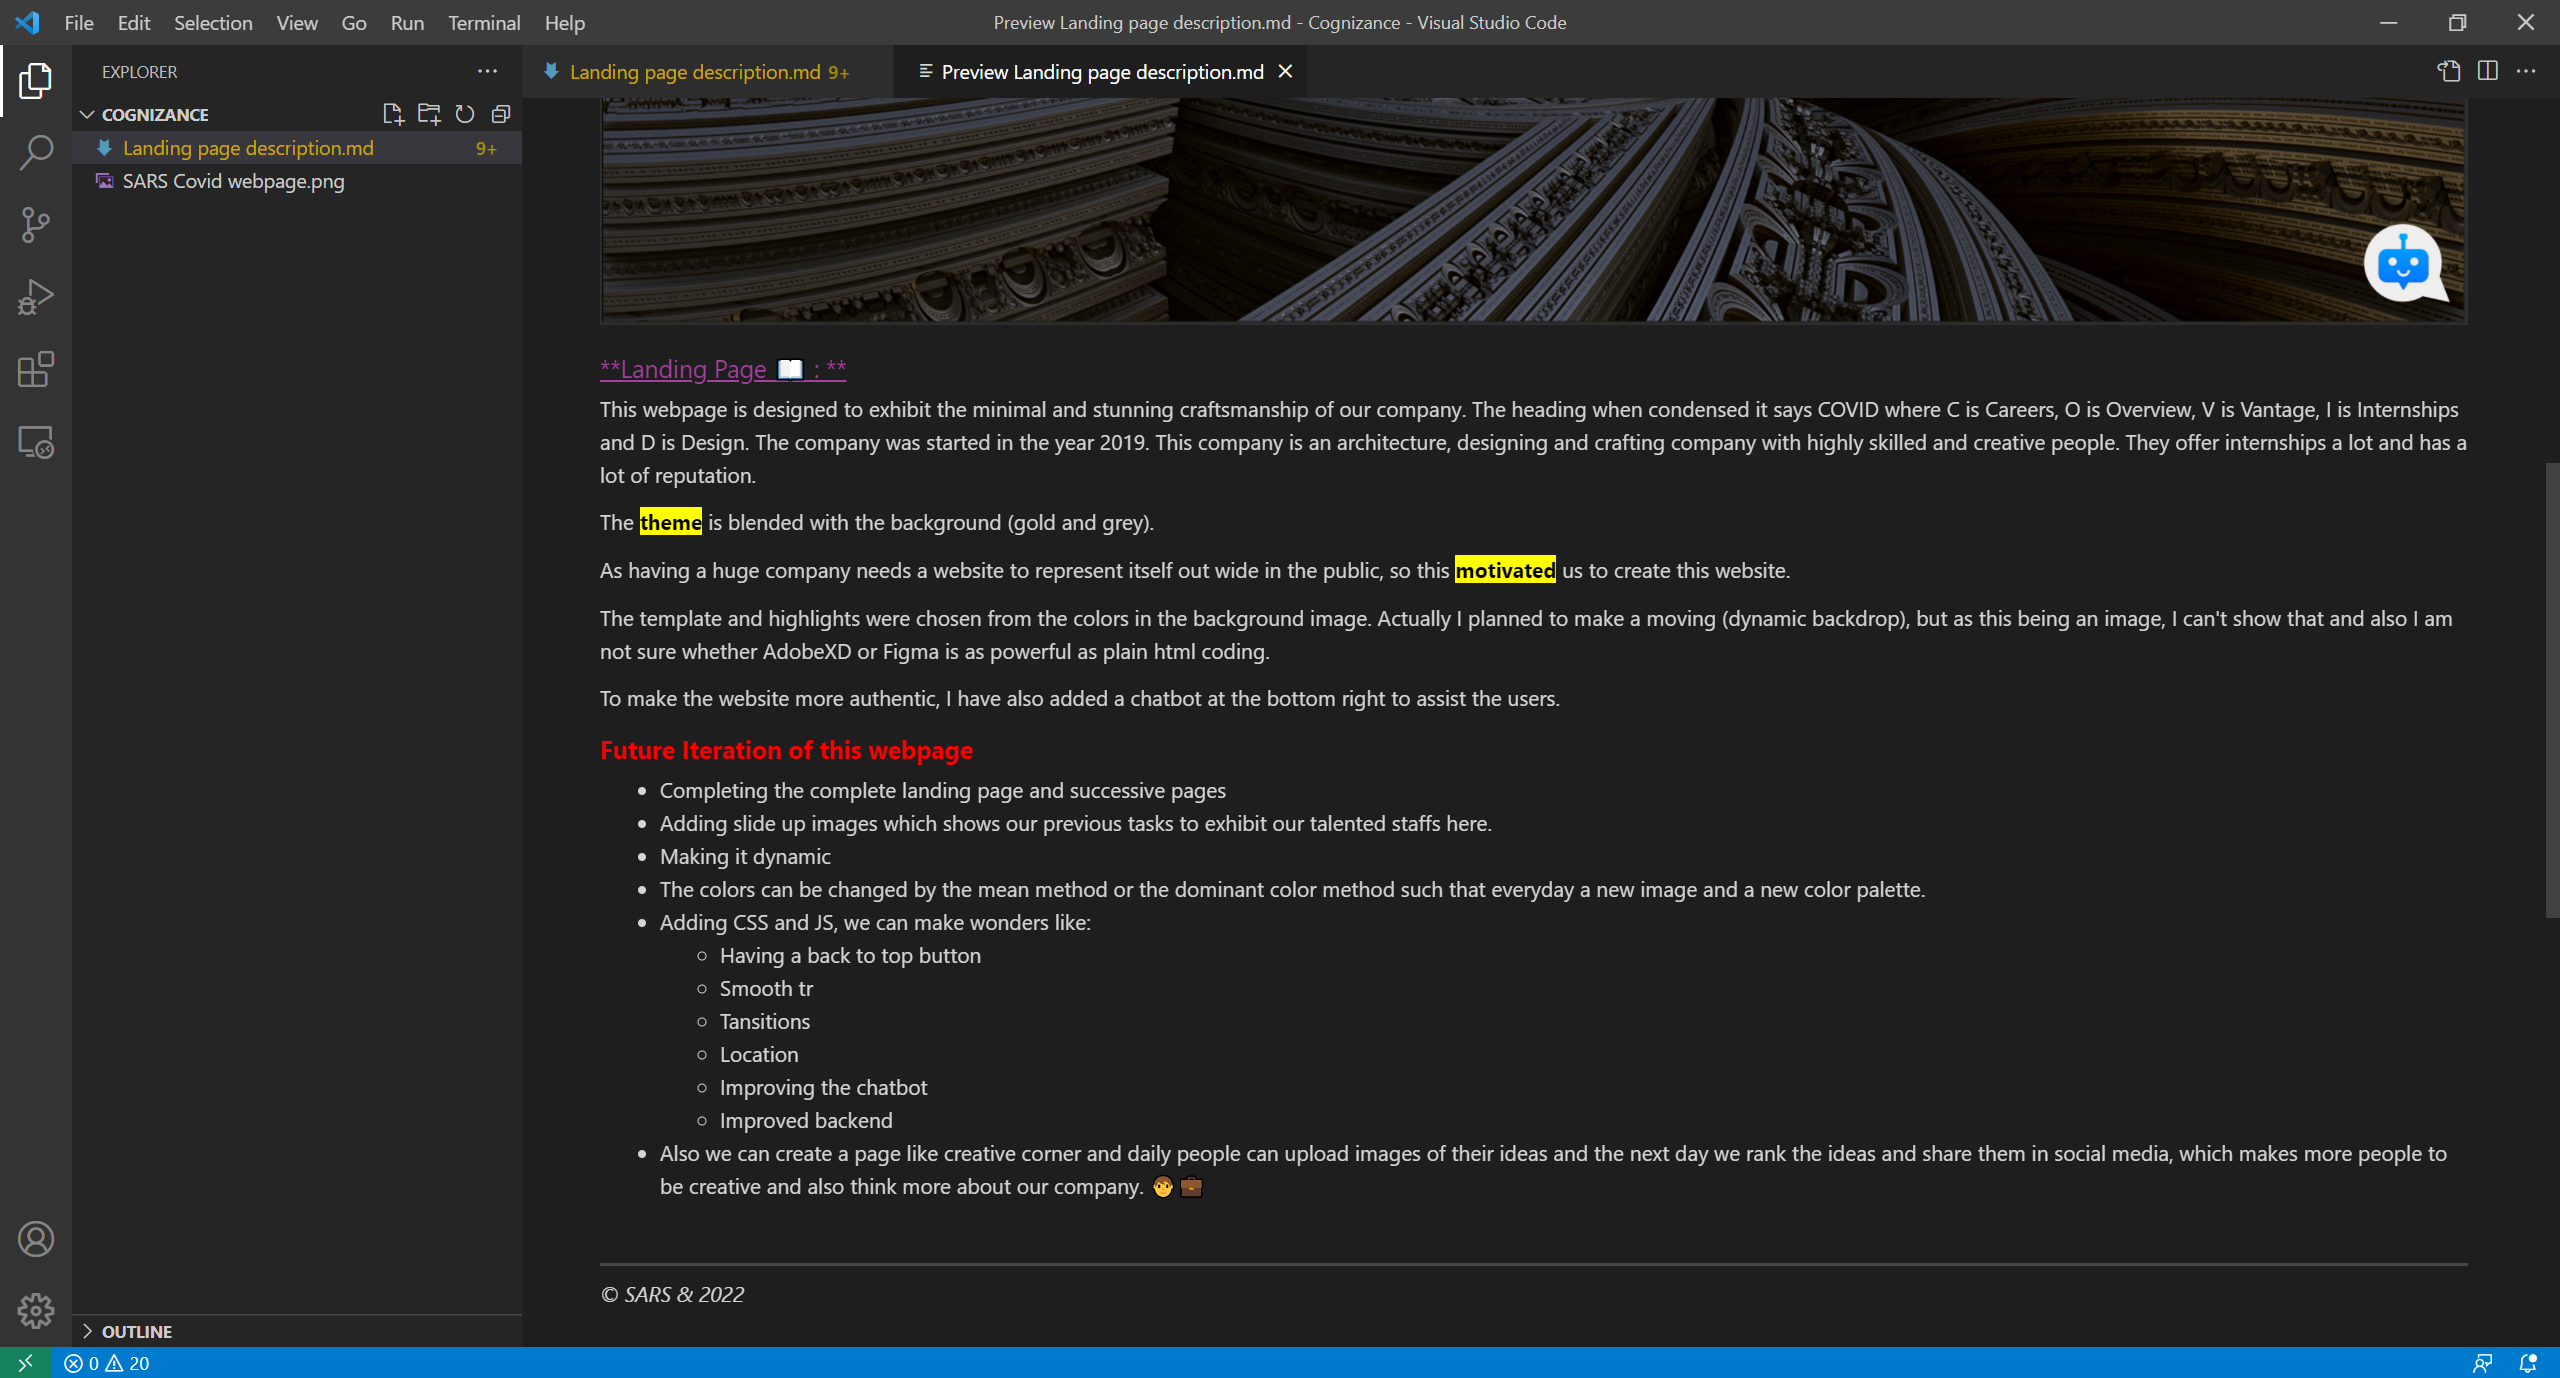 File Edit Selection View Go Run Terminal Help
Preview Landing page description.md - Cognizance - Visual Studio Code
EXPLORER
COGNIZANCE
Landing page description.md 9+
SARS Covid webpage.png
OUTLINE
Landing page description.md 9+
Preview Landing page description.md
**Landing Page 📖 : **
This webpage is designed to exhibit the minimal and stunning craftsmanship of our company. The heading when condensed it says COVID where C is Careers, O is Overview, V is Vantage, I is Internships
and D is Design. The company was started in the year 2019. This company is an architecture, designing and crafting company with highly skilled and creative people. They offer internships a lot and has a
lot of reputation.
The theme is blended with the background (gold and grey).
As having a huge company needs a website to represent itself out wide in the public, so this motivated us to create this website.
The template and highlights were chosen from the colors in the background image. Actually I planned to make a moving (dynamic backdrop), but as this being an image, I can't show that and also I am
not sure whether AdobeXD or Figma is as powerful as plain html coding.
To make the website more authentic, I have also added a chatbot at the bottom right to assist the users.
Future Iteration of this webpage
• Completing the complete landing page and successive pages
• Adding slide up images which shows our previous tasks to exhibit our talented staffs here.
• Making it dynamic
• The colors can be changed by the mean method or the dominant color method such that everyday a new image and a new color palette.
• Adding CSS and JS, we can make wonders like:
◦ Having a back to top button
◦ Smooth tr
◦ Tansitions
◦ Location
◦ Improving the chatbot
◦ Improved backend
• Also we can create a page like creative corner and daily people can upload images of their ideas and the next day we rank the ideas and share them in social media, which makes more people to
be creative and also think more about our company. 🧑💼
© SARS & 2022
0 20